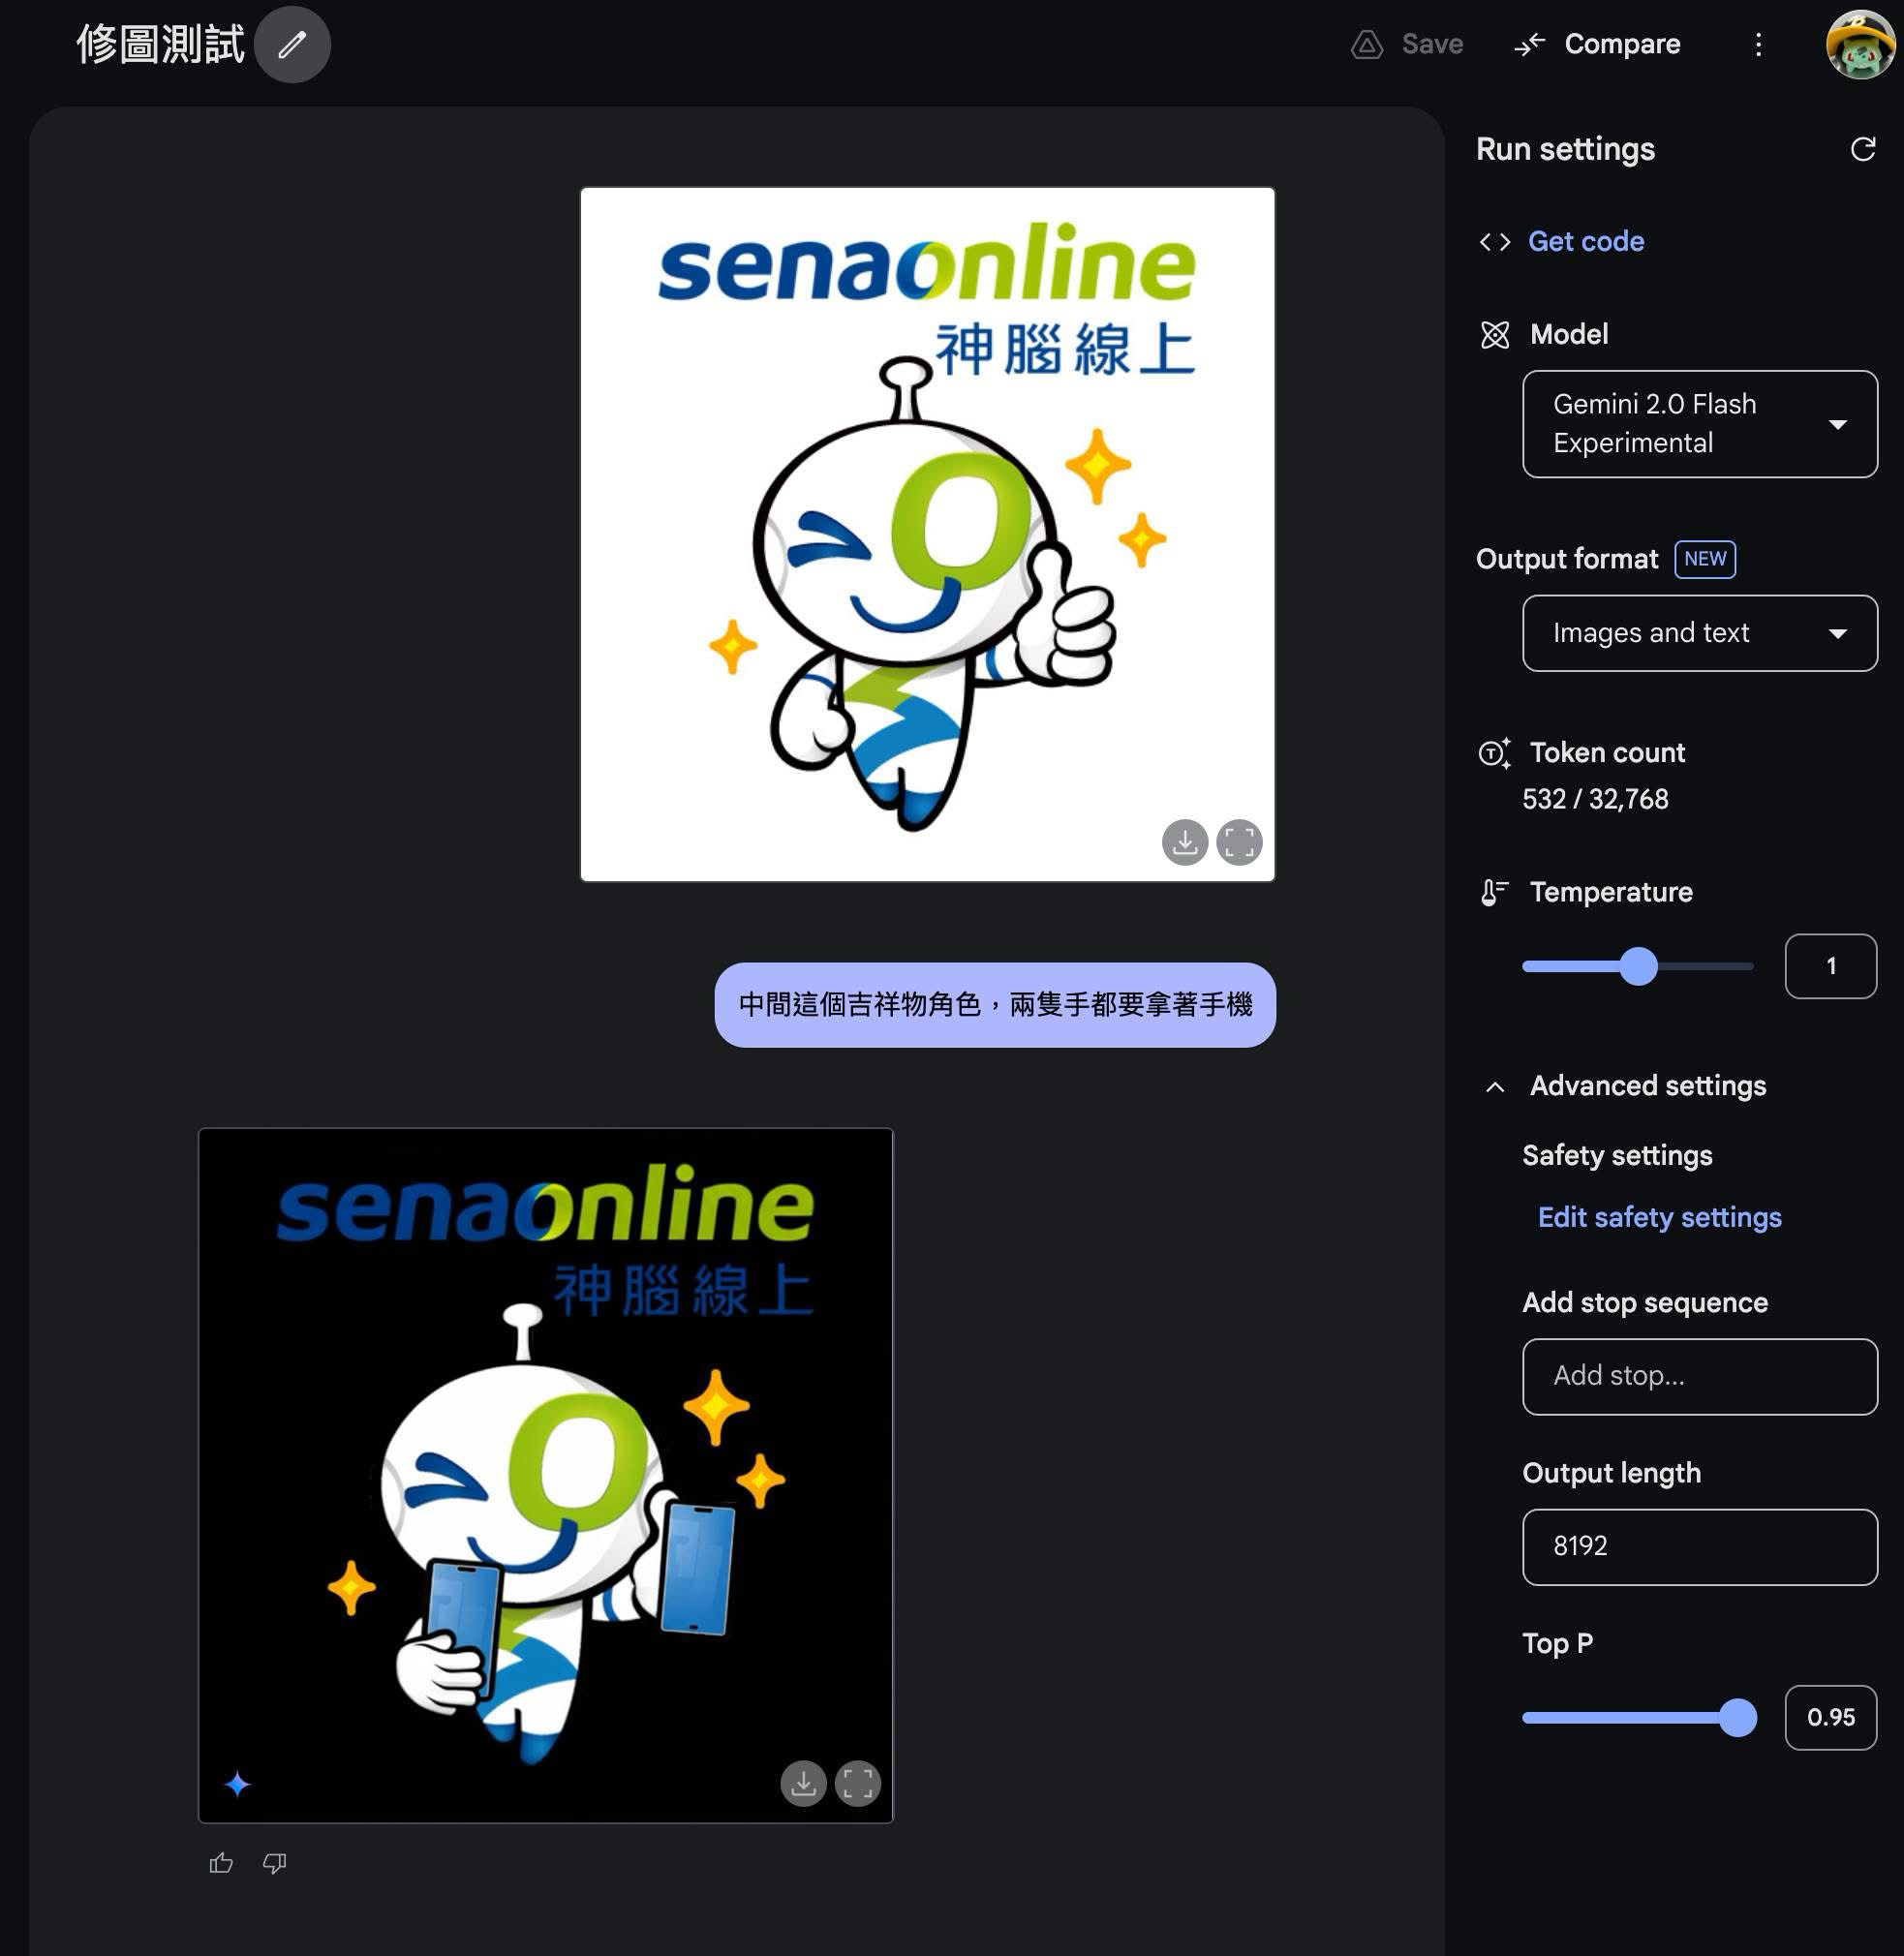 修圖測試
Save
Compare
senaonline
神腦線上
中間這個吉祥物角色，兩隻手都要拿著手機
senaonline
神腦線上
Run settings
Get code
Model
Gemini 2.0 Flash
Experimental
Output format NEW
Images and text
Token count
532 / 32,768
Temperature
1
Advanced settings
Safety settings
Edit safety settings
Add stop sequence
Add stop...
Output length
8192
Top P
0.95